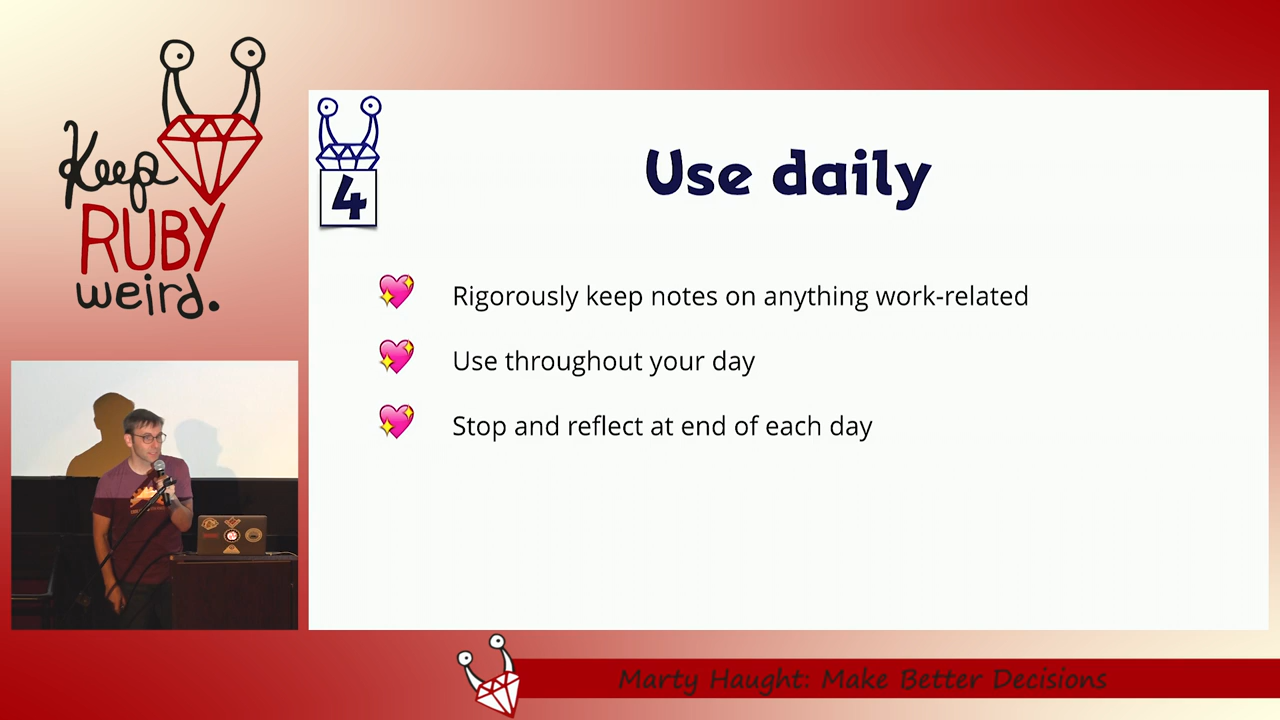 Keep
RUBY
weird.
4
Use daily
Rigorously keep notes on anything work-related
Use throughout your day
Stop and reflect at end of each day
Marty Haught: Make Better Decisions